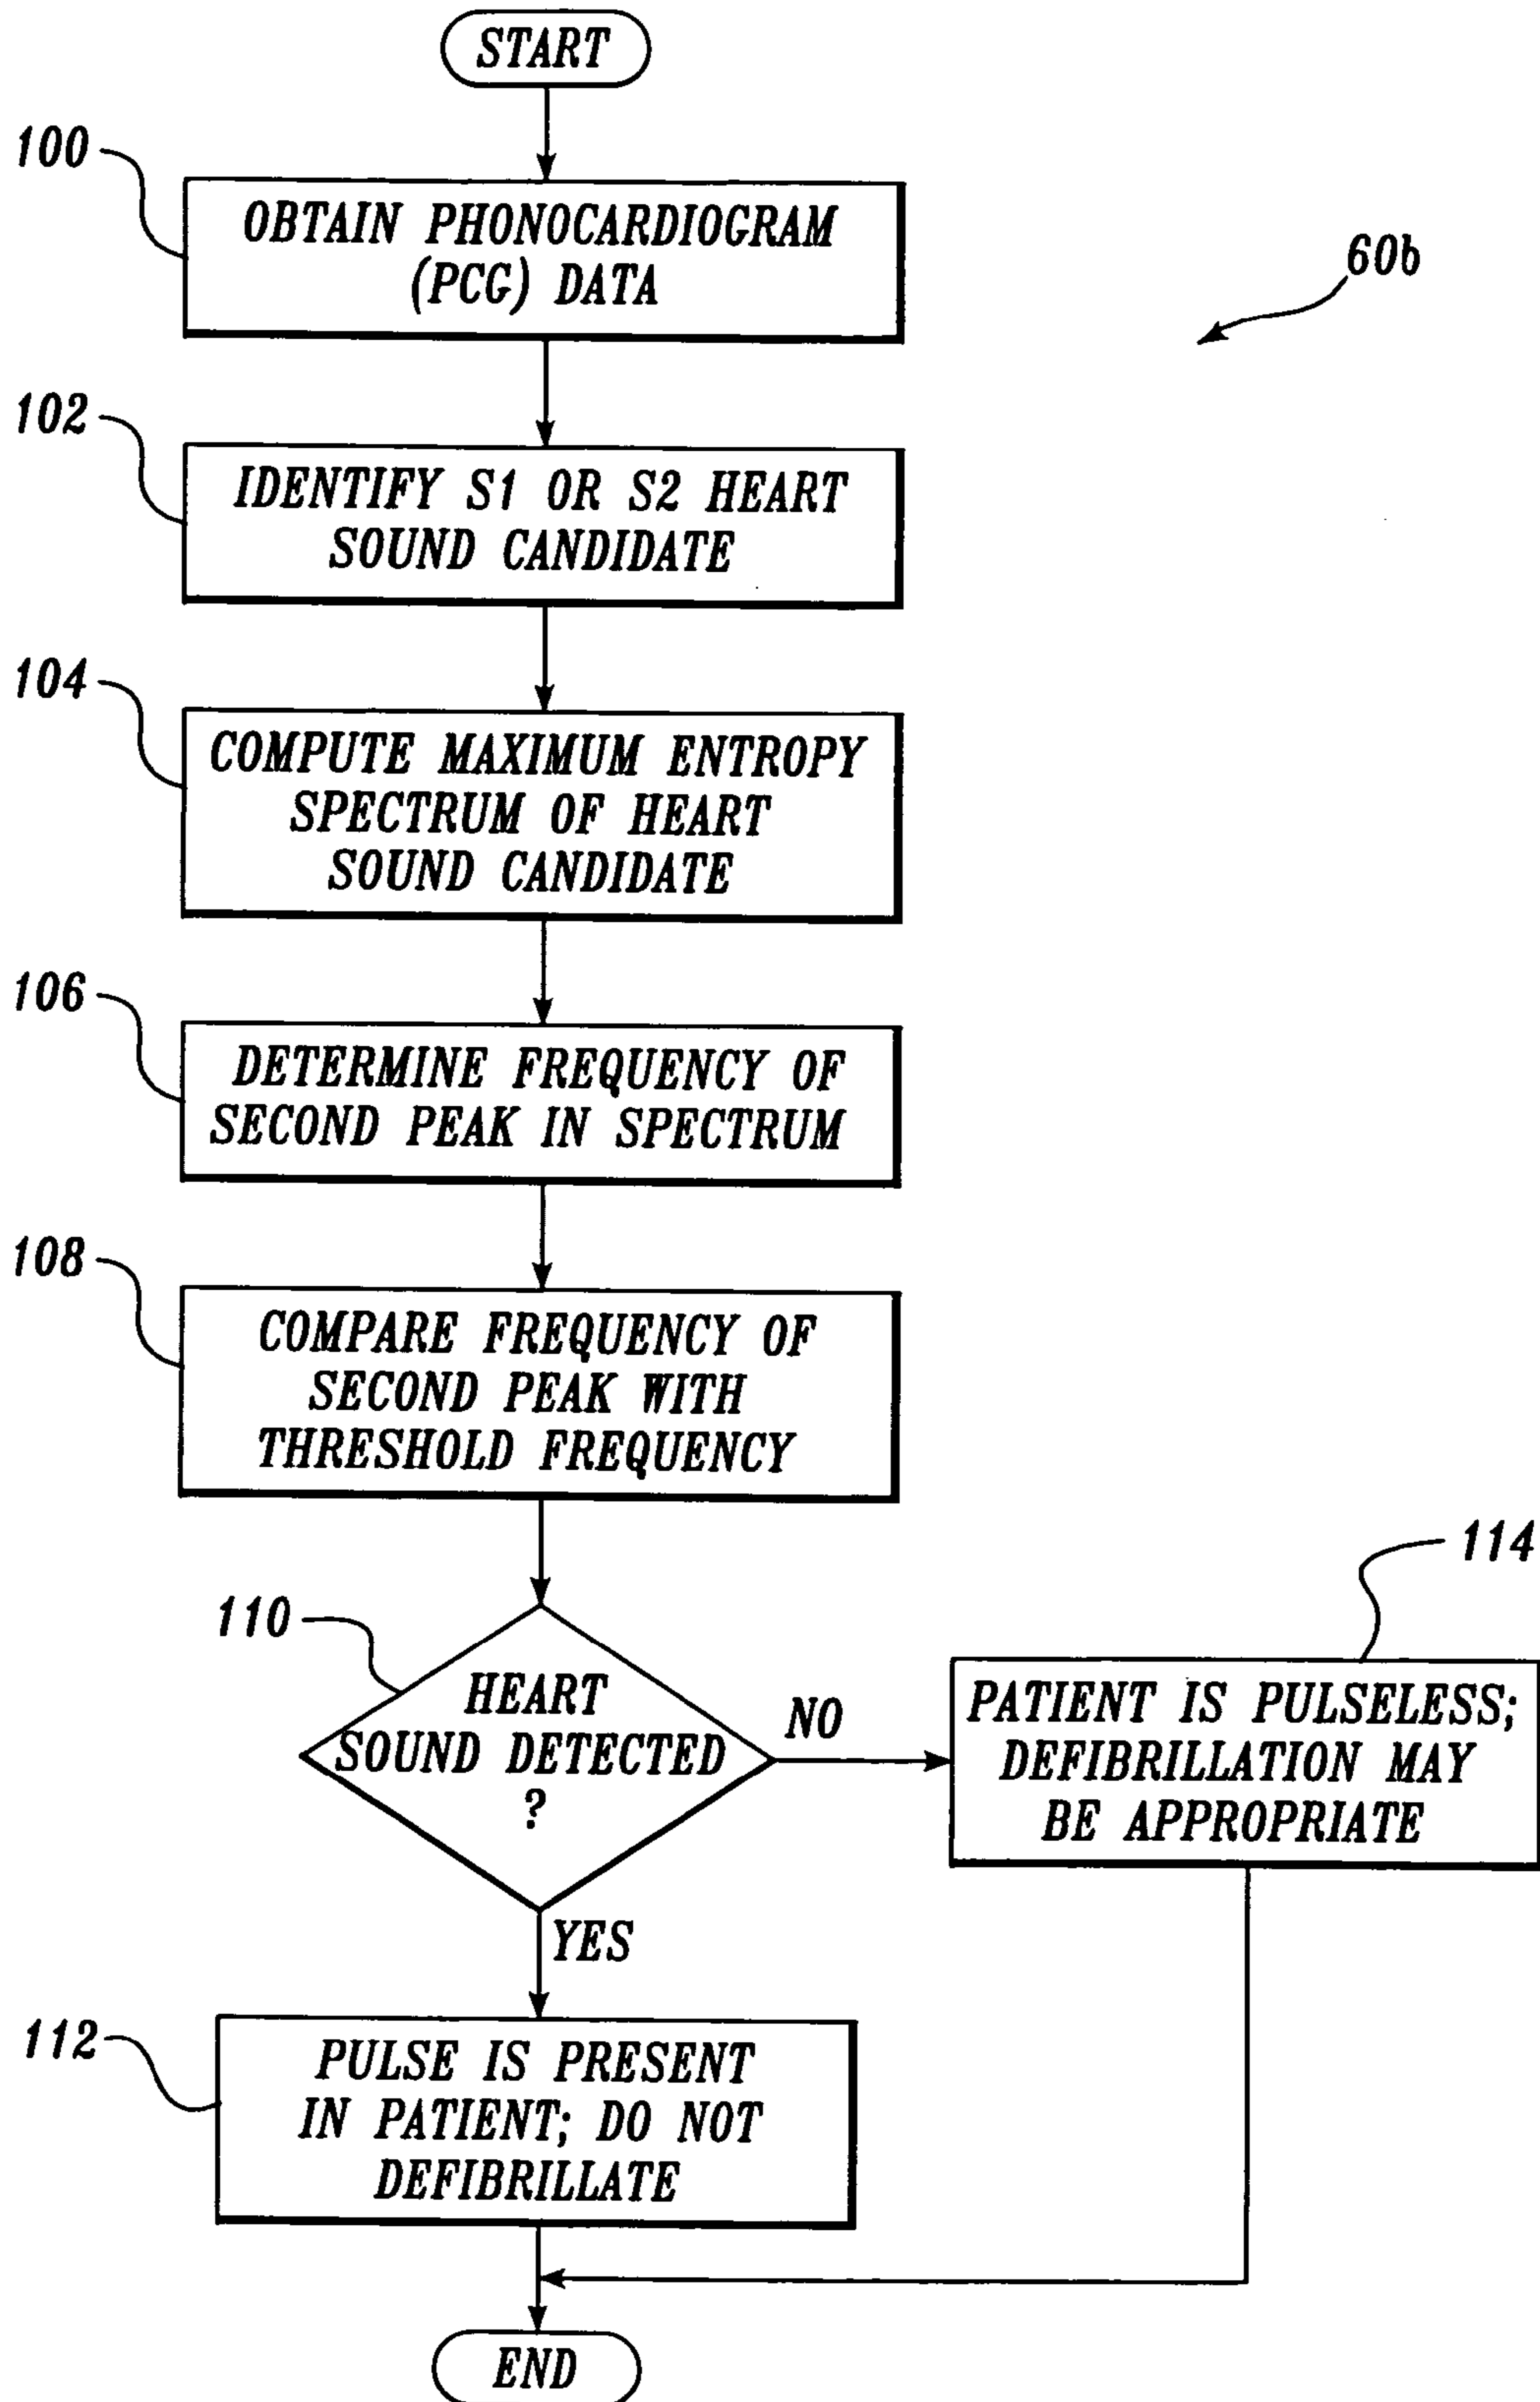 START
100
OBTAIN PHONOCARDIOGRAM
(PCG) DATA
60b
102
IDENTIFY S1 OR S2 HEART
SOUND CANDIDATE
104
COMPUTE MAXIMUM ENTROPY
SPECTRUM OF HEART
SOUND CANDIDATE
106
DETERMINE FREQUENCY OF
SECOND PEAK IN SPECTRUM
108
COMPARE FREQUENCY OF
SECOND PEAK WITH
THRESHOLD FREQUENCY
110
HEART
SOUND DETECTED
?
NO
114
PATIENT IS PULSELESS;
DEFIBRILLATION MAY
BE APPROPRIATE
YES
112
PULSE IS PRESENT
IN PATIENT; DO NOT
DEFIBRILLATE
END